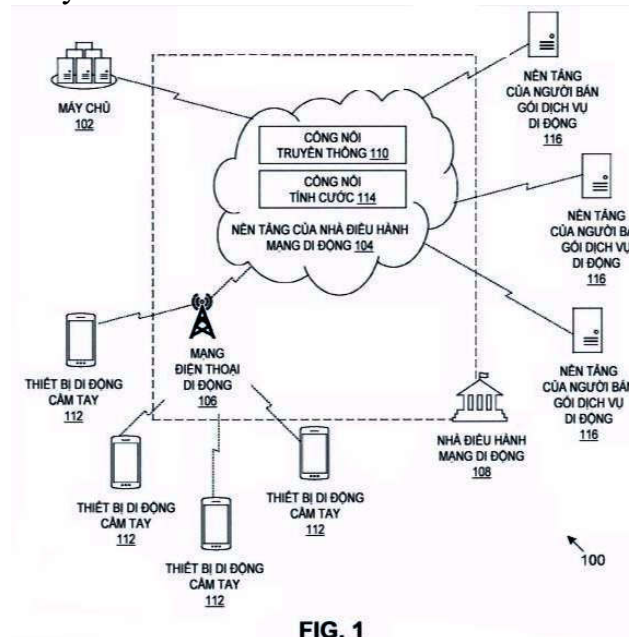 MÁY CHỦ
102
CỔNG NỐI
TRUYỀN THÔNG 110
CỔNG NỐI
TÍNH CƯỚC 114
NỀN TẢNG CỦA NHÀ ĐIỀU HÀNH
MẠNG DI ĐỘNG 104
NỀN TẢNG
CỦA NGƯỜI BÁN
GÓI DỊCH VỤ
DI ĐỘNG
116
NỀN TẢNG
CỦA NGƯỜI
GÓI DỊCH VỤ
DI ĐỘNG
116
NỀN TẢNG
CỦA NGƯỜI
GÓI DỊCH VỤ
DI ĐỘNG
116
MẠNG
ĐIỆN THOẠI
DI ĐỘNG
106
NHÀ ĐIỀU HÀNH
MẠNG DI ĐỘNG
108
THIẾT BỊ DI ĐỘNG
CẦM TAY
112
THIẾT BỊ DI ĐỘNG
CẦM TAY
112
THIẾT BỊ DI ĐỘNG
CẦM TAY
112
THIẾT BỊ DI ĐỘNG
CẦM TAY
112
100
FIG. 1